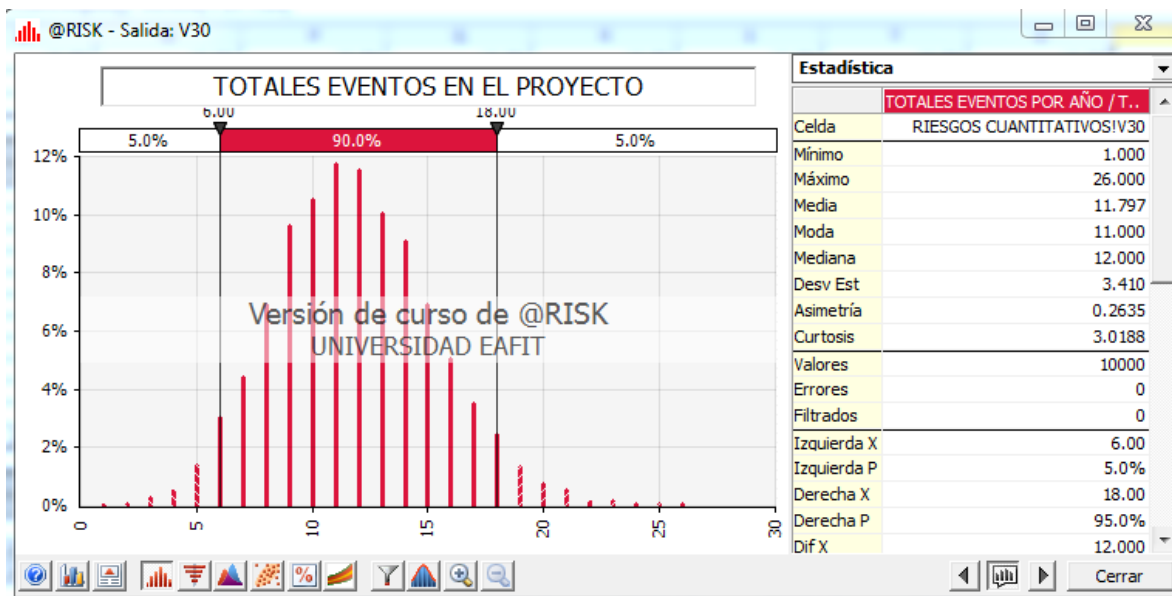 @RISK - Salida: V30
TOTALES EVENTOS EN EL PROYECTO
6.00 18.00
5.0% 90.0% 5.0%
12%
10%
8%
6%
4%
2%
0%
0 5 10 15 20 25 30
Versión de curso de @RISK
UNIVERSIDAD EAFIT
Estadística
TOTALES EVENTOS POR AÑO / T..
Celda RIESGOS CUANTITATIVOS!V30
Mínimo 1.000
Máximo 26.000
Media 11.797
Moda 11.000
Mediana 12.000
Desv Est 3.410
Asimetría 0.2635
Curtosis 3.0188
Valores 10000
Errores 0
Filtrados 0
Izquierda X 6.00
Izquierda P 5.0%
Derecha X 18.00
Derecha P 95.0%
Dif X 12.000
Cerrar